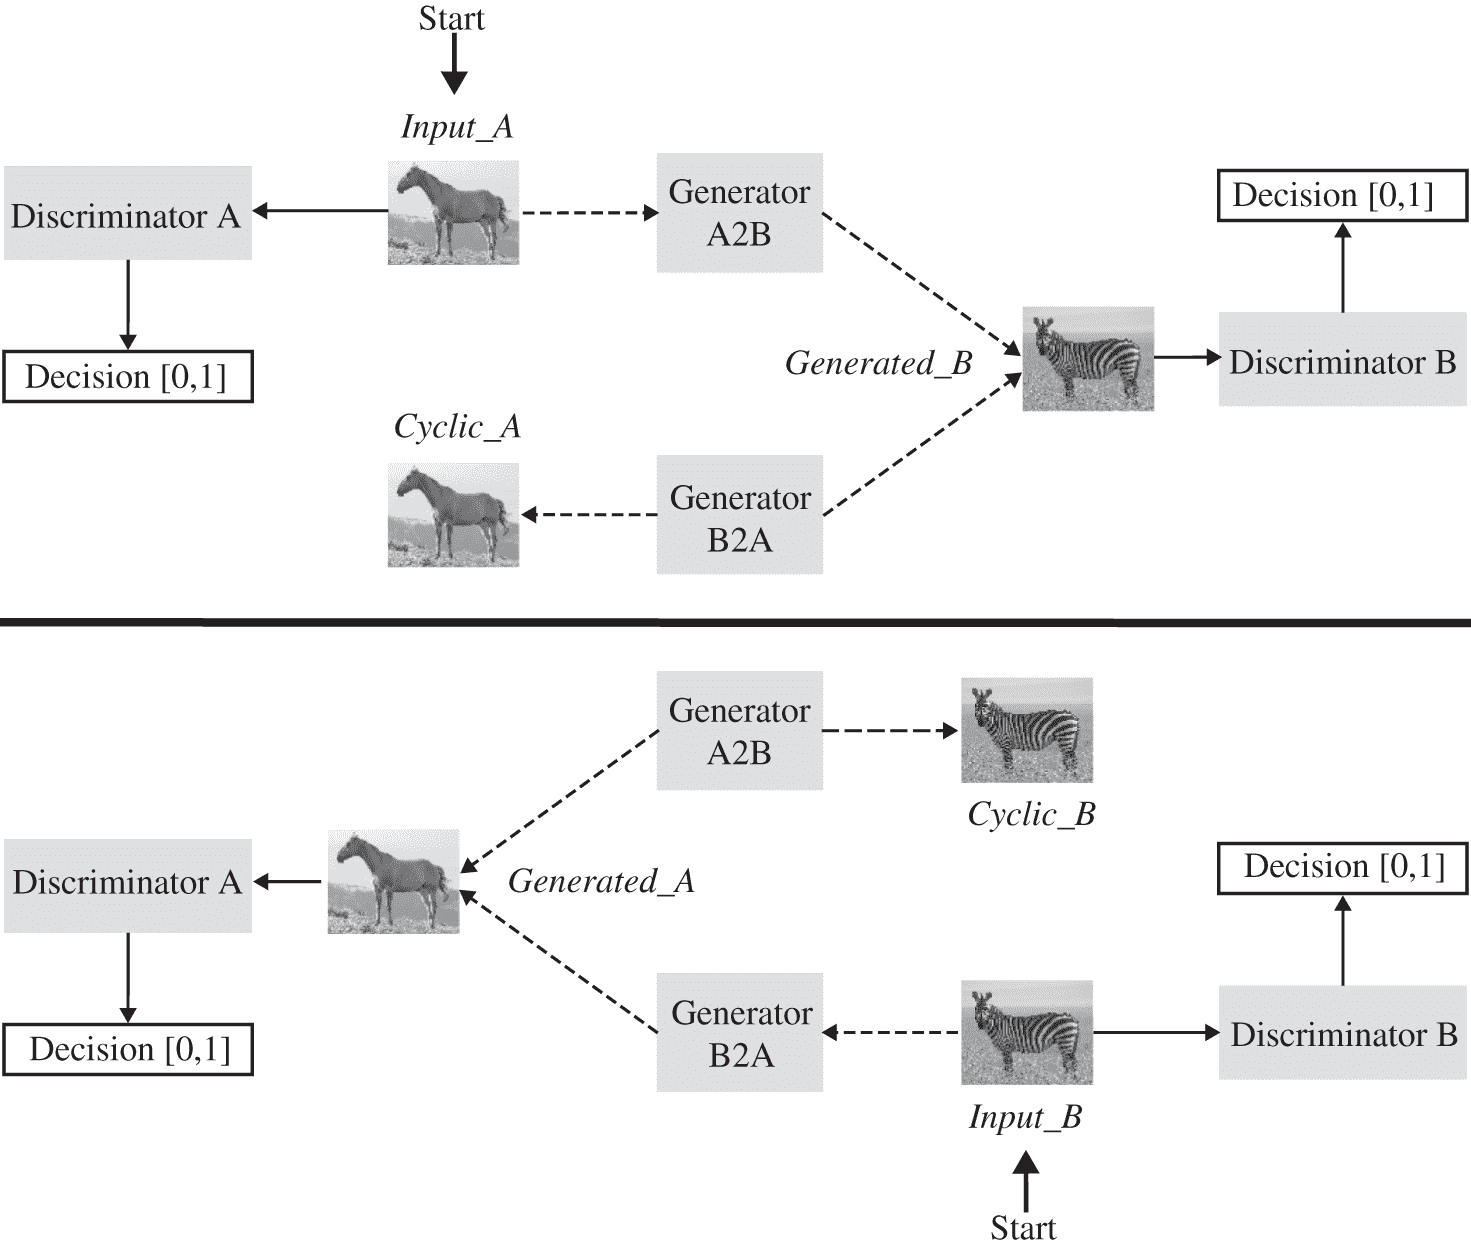 Start
Input_A
Discriminator A
Generator
A2B
Decision [0,1]
Decision [0,1]
Generated_B
Discriminator B
Cyclic_A
Generator
B2A
Generator
A2B
Cyclic_B
Discriminator A
Generated_A
Decision [0,1]
Decision [0,1]
Generator
B2A
Discriminator B
Input_B
Start